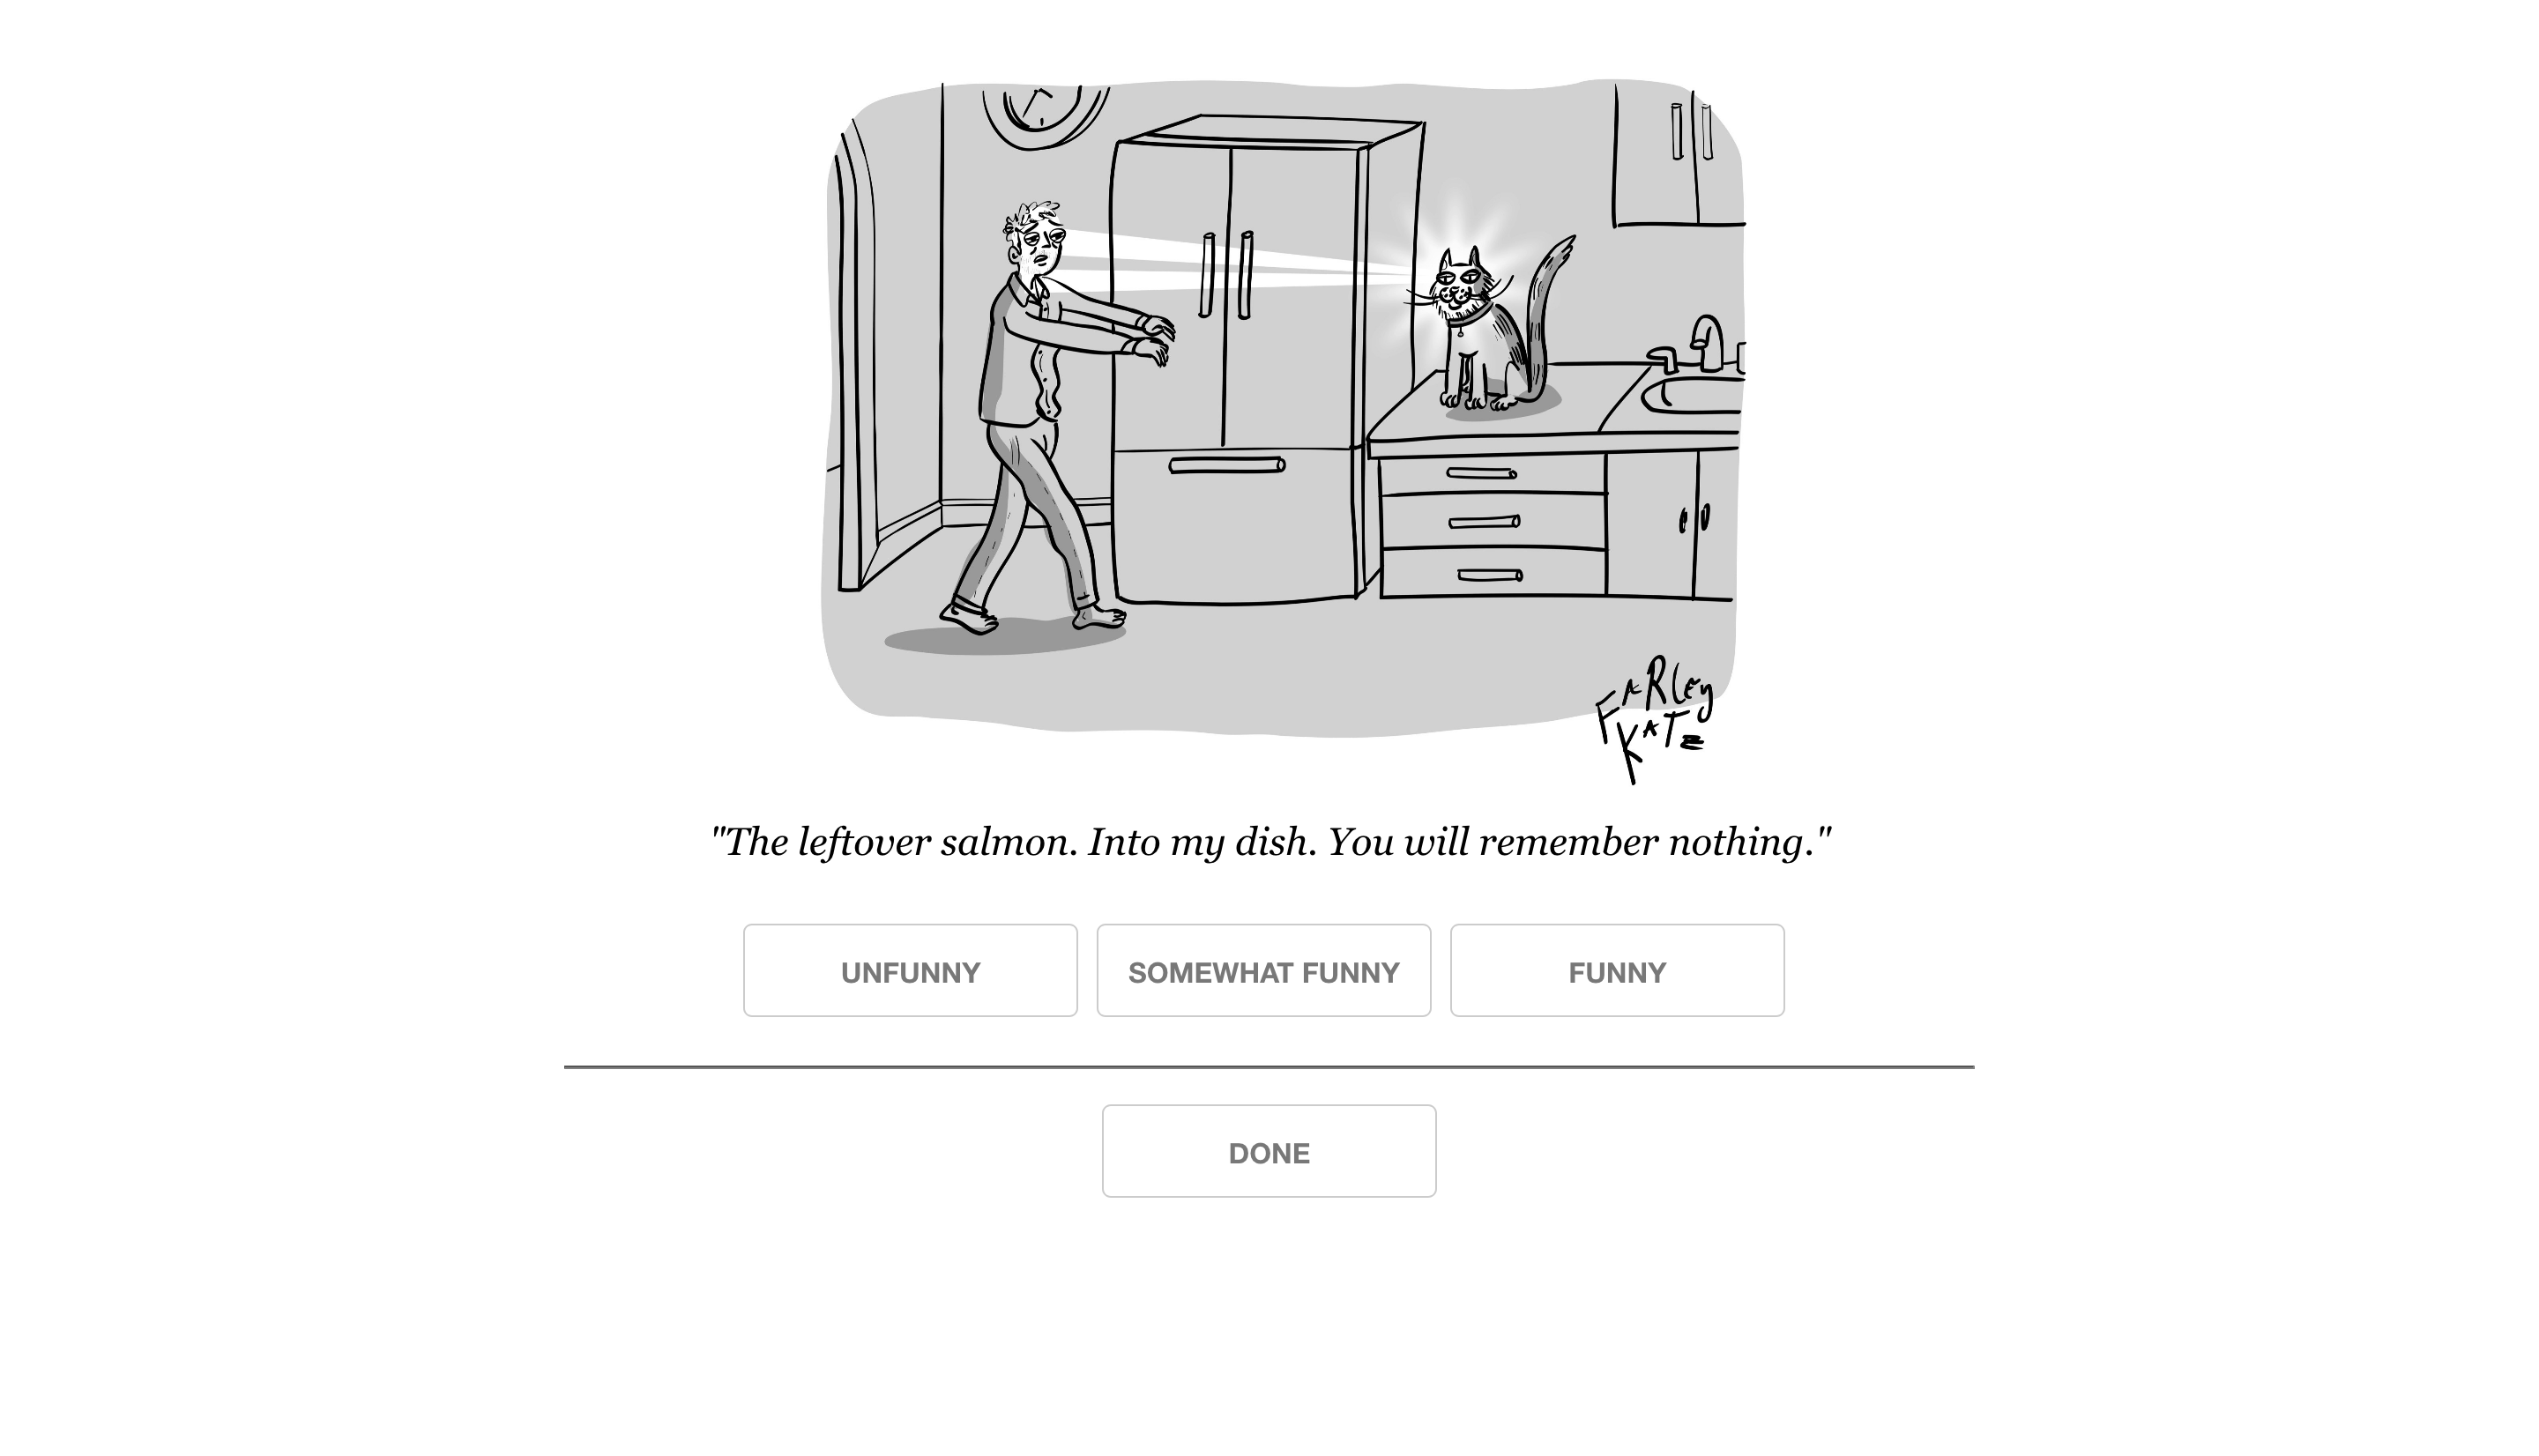 FARLey
KATZ
"The leftover salmon. Into my dish. You will remember nothing."
UNFUNNY
SOMEWHAT FUNNY
FUNNY
DONE